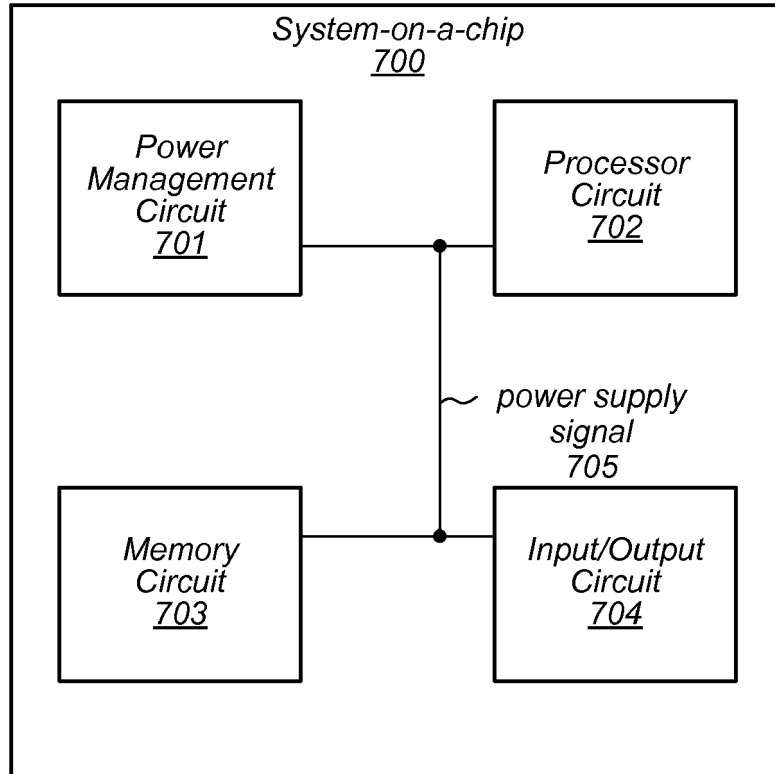 System-on-a-chip
700
Power
Management
Circuit
701
Processor
Circuit
702
power supply
signal
705
Memory
Circuit
703
Input/Output
Circuit
704